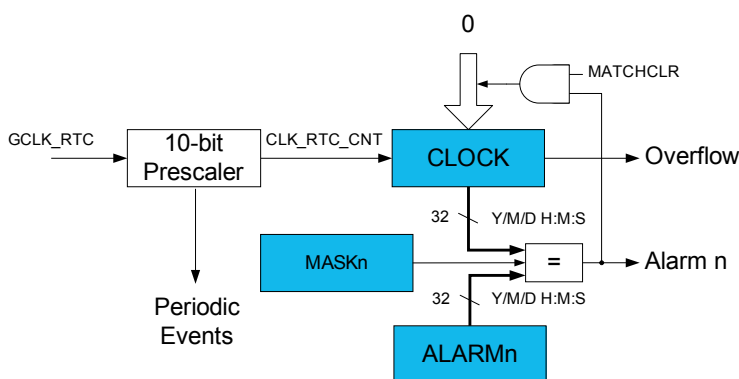 0
MATCHCLR
GCLK_RTC
10-bit
Prescaler
CLK_RTC_CNT
CLOCK
Overflow
32
Y/M/D H:M:S
MASKn
=
Alarm n
Periodic
Events
32
Y/M/D H:M:S
ALARMn